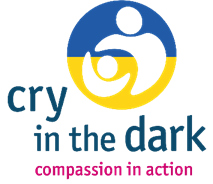 cry
in the dark
compassion in action